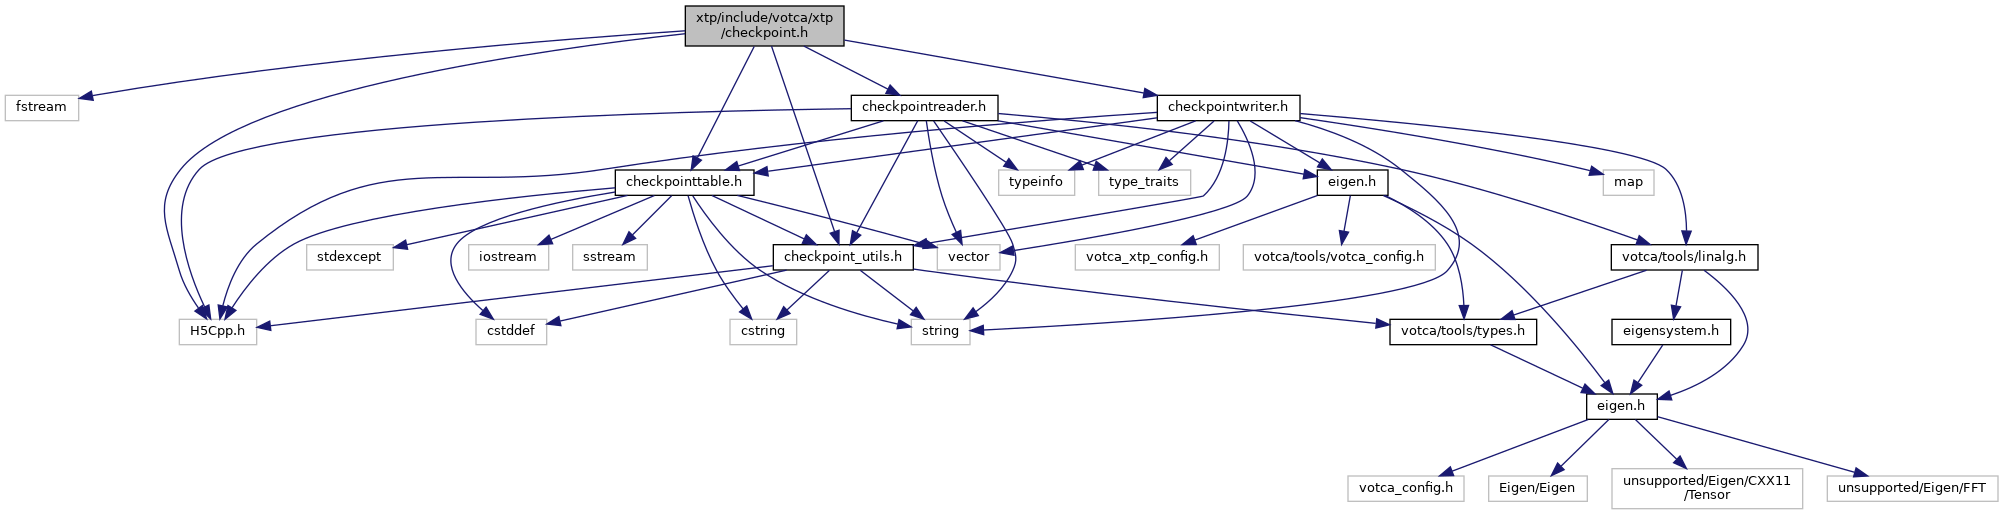 xtp/include/votca/xtp
/checkpoint.h
fstream
checkpointreader.h
checkpointwriter.h
checkpointtable.h
typeinfo
type_traits
eigen.h
map
stdexcept
iostream
sstream
checkpoint_utils.h
vector
votca_xtp_config.h
votca/tools/votca_config.h
votca/tools/linalg.h
H5Cpp.h
cstddef
cstring
string
votca/tools/types.h
eigensystem.h
eigen.h
votca_config.h
Eigen/Eigen
unsupported/Eigen/CXX11
/Tensor
unsupported/Eigen/FFT